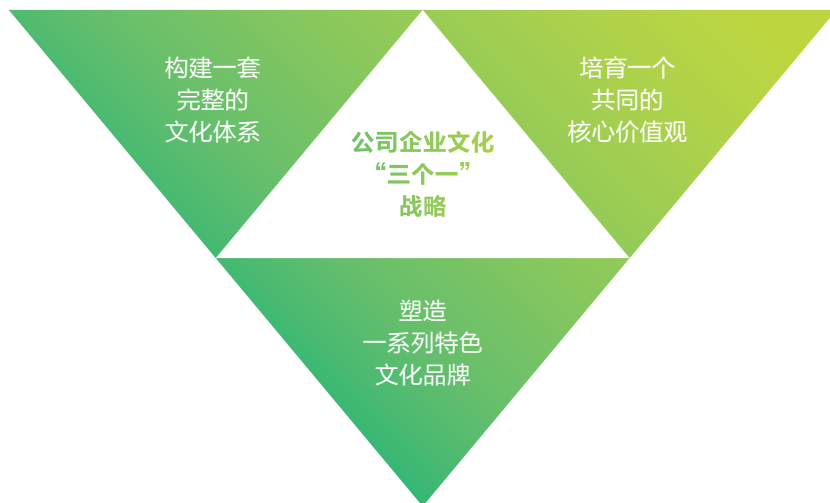 构建一套
完整的
文化体系
公司企业文化
“三个一”
战略
培育一个
共同的
核心价值观
塑造
一系列特色
文化品牌